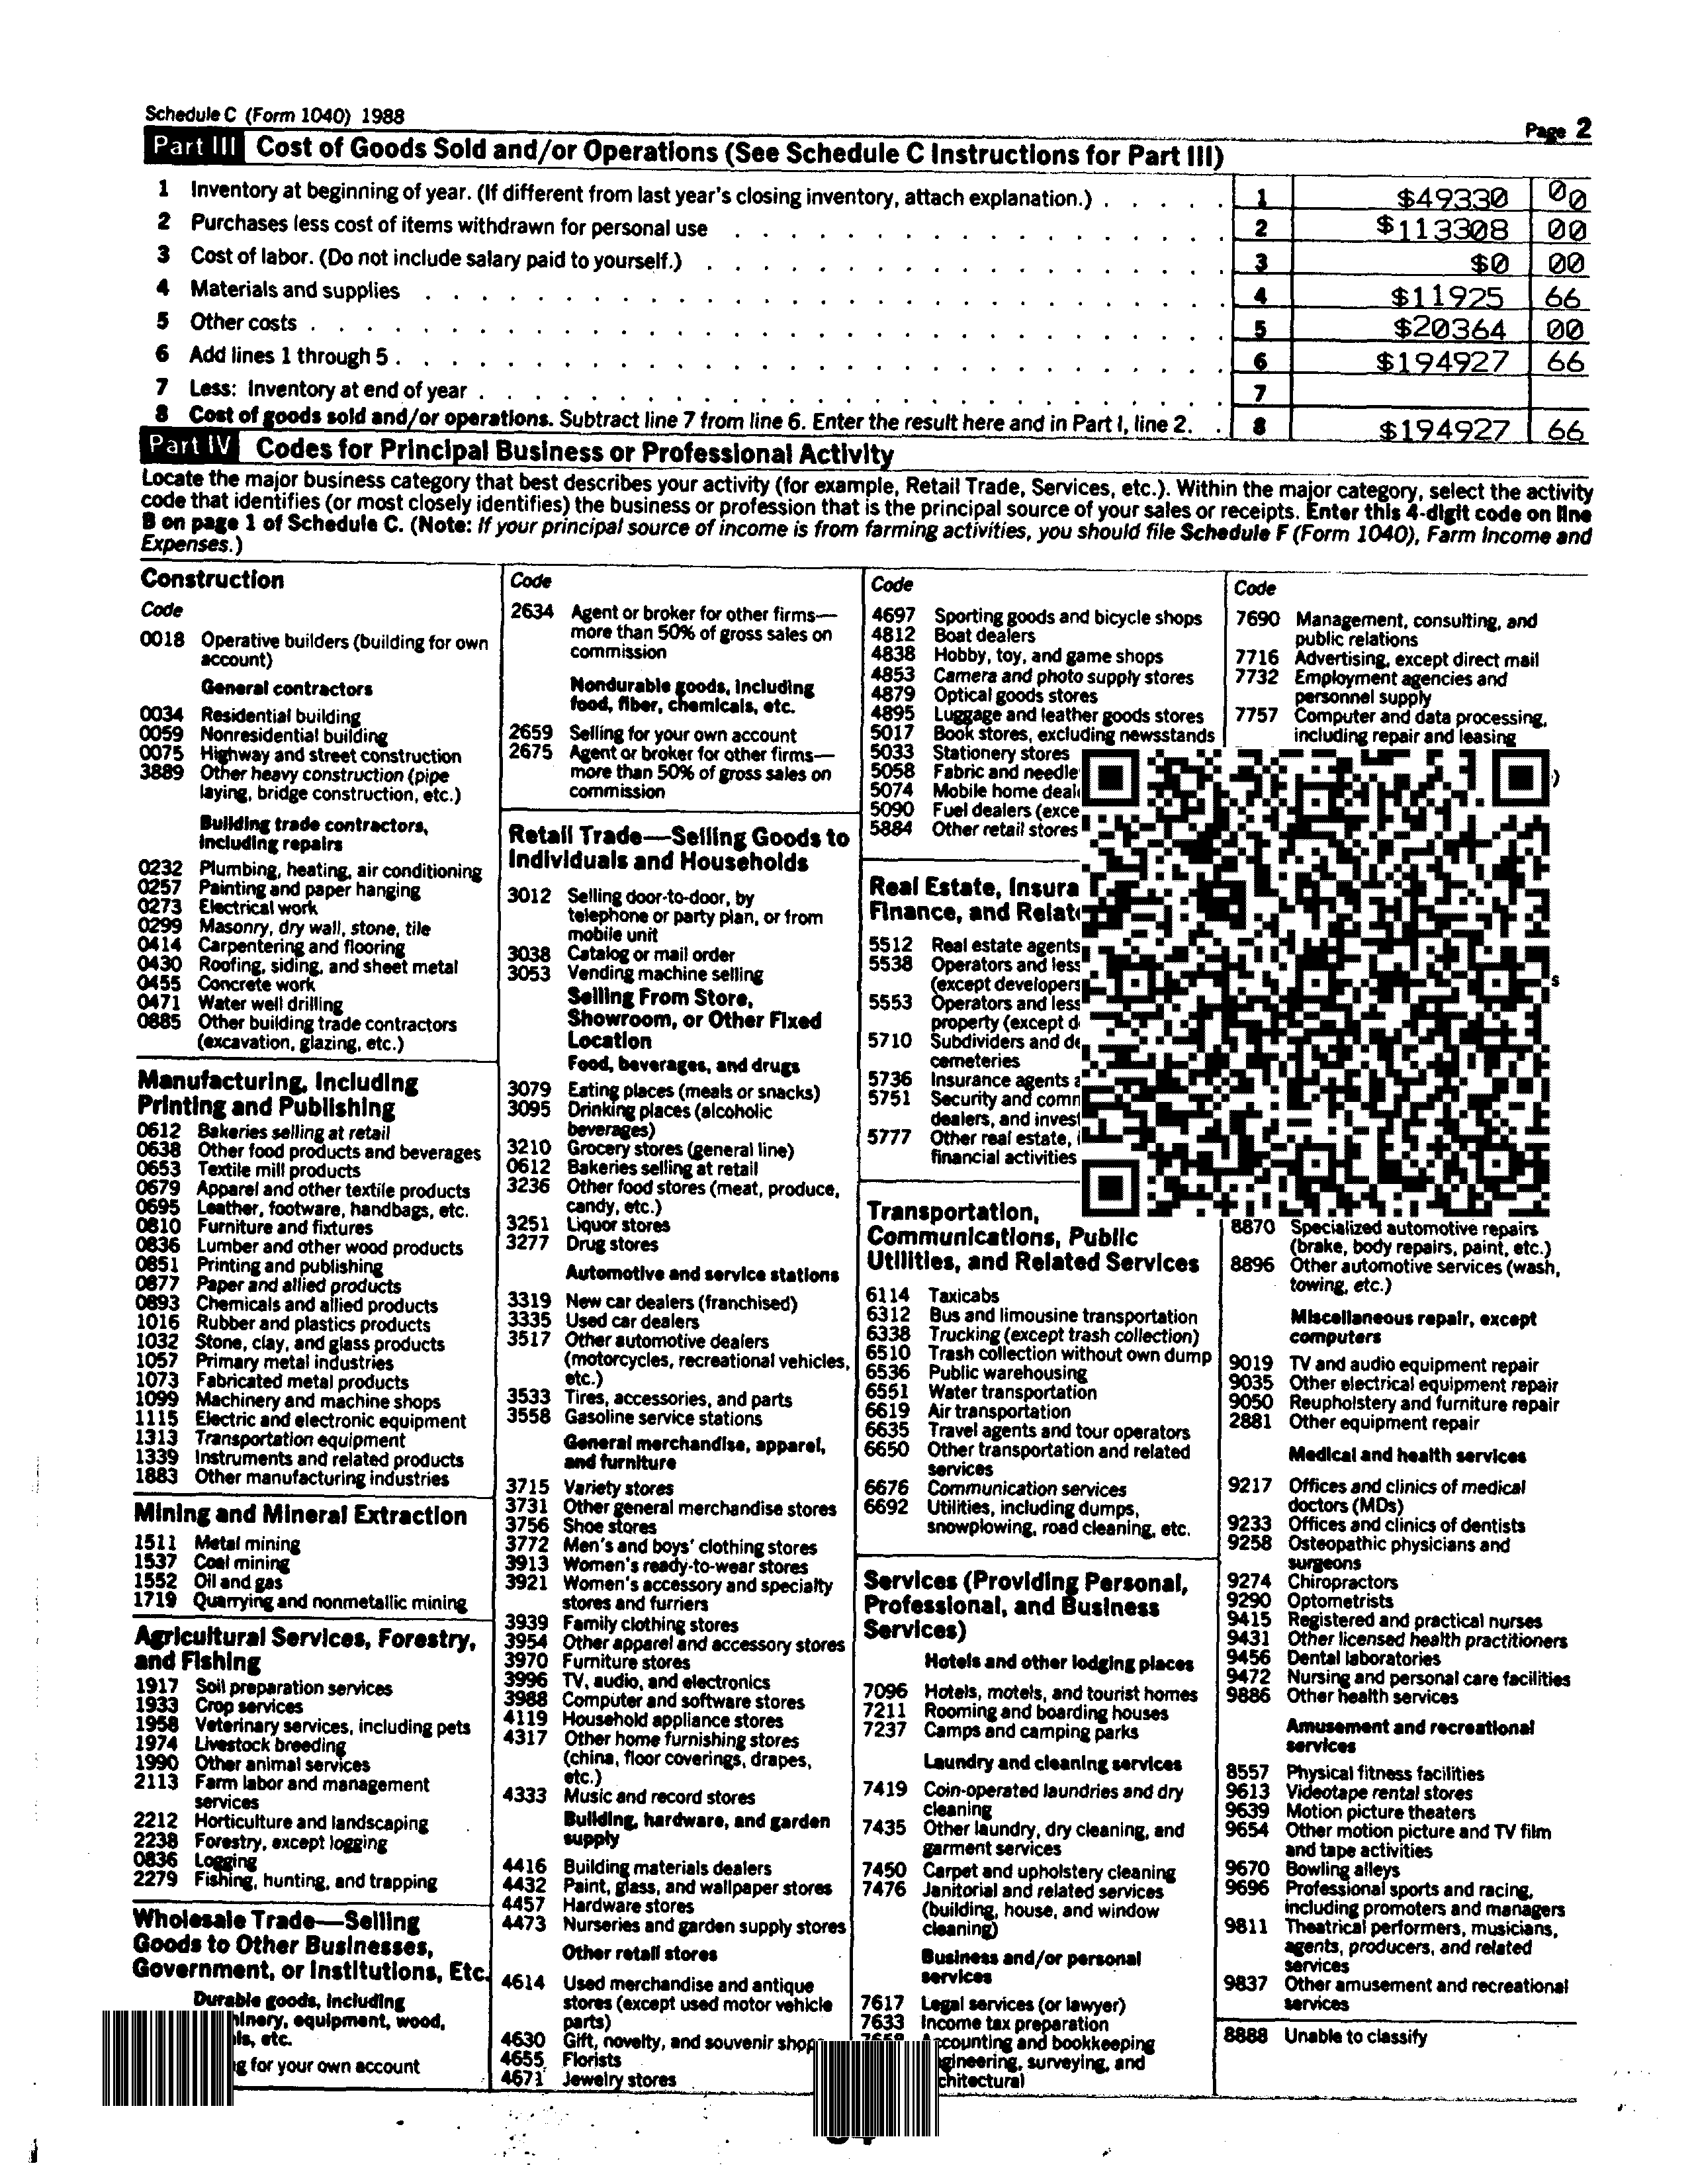 Schedule C (Form 1040) 1988
Page 2
Part III Cost of Goods Sold and/or Operations (See Schedule C Instructions for Part III)
1 Inventory at beginning of year. (If different from last year's closing inventory, attach explanation.) . . . . . 1 $49330 00
2 Purchases less cost of items withdrawn for personal use 2 $113308 00
3 Cost of labor. (Do not include salary paid to yourself.) 3 $0 00
4 Materials and supplies 4 $11925 66
5 Other costs 5 $20364 00
6 Add lines 1 through 5 6 $194927 66
7 Less: Inventory at end of year 7
8 Cost of goods sold and/or operations. Subtract line 7 from line 6. Enter the result here and in Part I, line 2. . 8 $194927 66
Part IV Codes for Principal Business or Professional Activity
Locate the major business category that best describes your activity (for example, Retail Trade, Services, etc.). Within the major category, select the activity
code that identifies (or most closely identifies) the business or profession that is the principal source of your sales or receipts. Enter this 4-digit code on line
B on page 1 of Schedule C. (Note: If your principal source of income is from farming activities, you should file Schedule F (Form 1040), Farm Income and
Expenses.)
Construction
Code
0018 Operative builders (building for own
account)
General contractors
0034 Residential building
0059 Nonresidential building
0075 Highway and street construction
3889 Other heavy construction (pipe
laying, bridge construction, etc.)
Building trade contractors,
including repairs
0232 Plumbing, heating, air conditioning
0257 Painting and paper hanging
0273 Electrical work
0299 Masonry, dry wall, stone, tile
0414 Carpentering and flooring
0430 Roofing, siding, and sheet metal
0455 Concrete work
0471 Water well drilling
0885 Other building trade contractors
(excavation, glazing, etc.)
Manufacturing, Including
Printing and Publishing
0612 Bakeries selling at retail
0638 Other food products and beverages
0653 Textile mill products
0679 Apparel and other textile products
0695 Leather, footware, handbags, etc.
0810 Furniture and fixtures
0836 Lumber and other wood products
0851 Printing and publishing
0877 Paper and allied products
0893 Chemicals and allied products
1016 Rubber and plastics products
1032 Stone, clay, and glass products
1057 Primary metal industries
1073 Fabricated metal products
1099 Machinery and machine shops
1115 Electric and electronic equipment
1313 Transportation equipment
1339 Instruments and related products
1883 Other manufacturing industries
Mining and Mineral Extraction
1511 Metal mining
1537 Coal mining
1552 Oil and gas
1719 Quarrying and nonmetallic mining
Agricultural Services, Forestry,
and Fishing
1917 Soil preparation services
1933 Crop services
1958 Veterinary services, including pets
1974 Livestock breeding
1990 Other animal services
2113 Farm labor and management
services
2212 Horticulture and landscaping
2238 Forestry, except logging
0836 Logging
2279 Fishing, hunting, and trapping
Wholesale Trade—Selling
Goods to Other Businesses,
Government, or Institutions, Etc.
Durable goods, including
equipment, wood,
etc.
for your own account
Code
2634 Agent or broker for other firms—
more than 50% of gross sales on
commission
Nondurable goods, including
food, fiber, chemicals, etc.
2659 Selling for your own account
2675 Agent or broker for other firms—
more than 50% of gross sales on
commission
Retail Trade—Selling Goods to
Individuals and Households
3012 Selling door-to-door, by
telephone or party plan, or from
mobile unit
3038 Catalog or mail order
3053 Vending machine selling
Selling From Store,
Showroom, or Other Fixed
Location
Food, beverages, and drugs
3079 Eating places (meals or snacks)
3095 Drinking places (alcoholic
beverages)
3210 Grocery stores (general line)
0612 Bakeries selling at retail
3236 Other food stores (meat, produce,
candy, etc.)
3251 Liquor stores
3277 Drug stores
Automotive and service stations
3319 New car dealers (franchised)
3335 Used car dealers
3517 Other automotive dealers
(motorcycles, recreational vehicles,
etc.)
3533 Tires, accessories, and parts
3558 Gasoline service stations
General merchandise, apparel,
and furniture
3715 Variety stores
3731 Other general merchandise stores
3756 Shoe stores
3772 Men's and boys' clothing stores
3913 Women's ready-to-wear stores
3921 Women's accessory and specialty
stores and furriers
3939 Family clothing stores
3954 Other apparel and accessory stores
3970 Furniture stores
3996 TV, audio, and electronics
3988 Computer and software stores
4119 Household appliance stores
4317 Other home furnishing stores
(china, floor coverings, drapes,
etc.)
4333 Music and record stores
Building, hardware, and garden
supply
4416 Building materials dealers
4432 Paint, glass, and wallpaper stores
4457 Hardware stores
4473 Nurseries and garden supply stores
Other retail stores
4614 Used merchandise and antique
stores (except used motor vehicle
parts)
4630 Gift, novelty, and souvenir
4655 Florists
4671 Jewelry stores
Code
4697 Sporting goods and bicycle shops
4812 Boat dealers
4838 Hobby, toy, and game shops
4853 Camera and photo supply stores
4879 Optical goods stores
4895 Luggage and leather goods stores
5017 Book stores, excluding newsstands
5033 Stationery stores
5058 Fabric and needle
5074 Mobile home
5090 Fuel dealers
5884 Other retail stores
Real Estate,
Finance, and
5512 Real estate agents
5538 Operators and
(except developers
5553 Operators and
property (except
5710 Subdividers and
cemeteries
5736 Insurance agents
5751 Security and
dealers, and
5777 Other real estate,
financial activities
Transportation,
Communications, Public
Utilities, and Related Services
6114 Taxicabs
6312 Bus and limousine transportation
6338 Trucking (except trash collection)
6510 Trash collection without own dump
6536 Public warehousing
6551 Water transportation
6619 Air transportation
6635 Travel agents and tour operators
6650 Other transportation and related
services
6676 Communication services
6692 Utilities, including dumps,
snowplowing, road cleaning, etc.
Services (Providing Personal,
Professional, and Business
Services)
Hotels and other lodging places
7096 Hotels, motels, and tourist homes
7211 Rooming and boarding houses
7237 Camps and camping parks
Laundry and cleaning services
7419 Coin-operated laundries and dry
cleaning
7435 Other laundry, dry cleaning, and
garment services
7450 Carpet and upholstery cleaning
7476 Janitorial and related services
(building, house, and window
cleaning)
Business and/or personal
services
7617 Legal services (or lawyer)
7633 Income tax preparation
and bookkeeping
surveying, and
Code
7690 Management, consulting, and
public relations
7716 Advertising, except direct mail
7732 Employment agencies and
personnel supply
7757 Computer and data processing,
including repair and leasing
8870 Specialized automotive repairs
(brake, body repairs, paint, etc.)
8896 Other automotive services (wash,
towing, etc.)
Miscellaneous repair, except
computers
9019 TV and audio equipment repair
9035 Other electrical equipment repair
9050 Reupholstery and furniture repair
2881 Other equipment repair
Medical and health services
9217 Offices and clinics of medical
doctors (MDs)
9233 Offices and clinics of dentists
9258 Osteopathic physicians and
surgeons
9274 Chiropractors
9290 Optometrists
9415 Registered and practical nurses
9431 Other licensed health practitioners
9456 Dental laboratories
9472 Nursing and personal care facilities
9886 Other health services
Amusement and recreational
services
8557 Physical fitness facilities
9613 Videotape rental stores
9639 Motion picture theaters
9654 Other motion picture and TV film
and tape activities
9670 Bowling alleys
9696 Professional sports and racing,
including promoters and managers
9811 Theatrical performers, musicians,
agents, producers, and related
services
9837 Other amusement and recreational
services
8888 Unable to classify